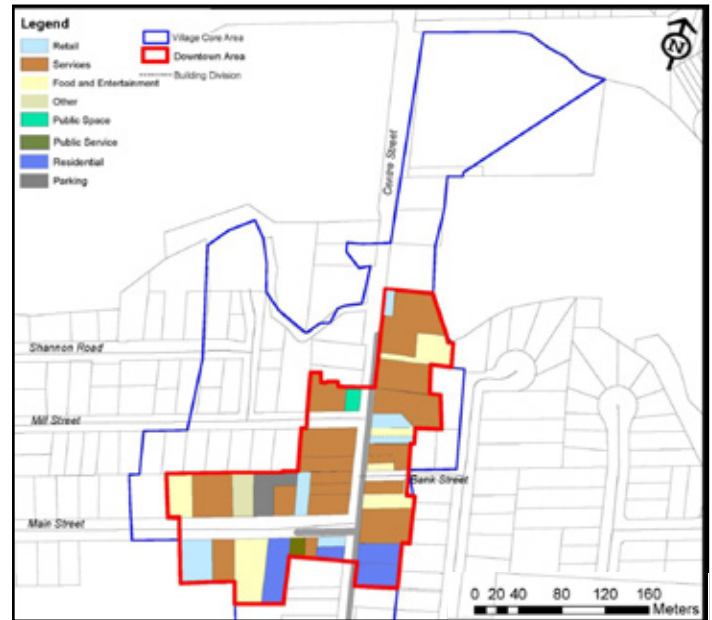 Legend
Retail
Services
Food and Entertainment
Other
Public Space
Public Service
Residential
Parking
Village Core Area
Downtown Area
Building Division
N
Centre Street
Shannon Road
Mill Street
Bank Street
Main Street
0 20 40 80 120 160
Meters